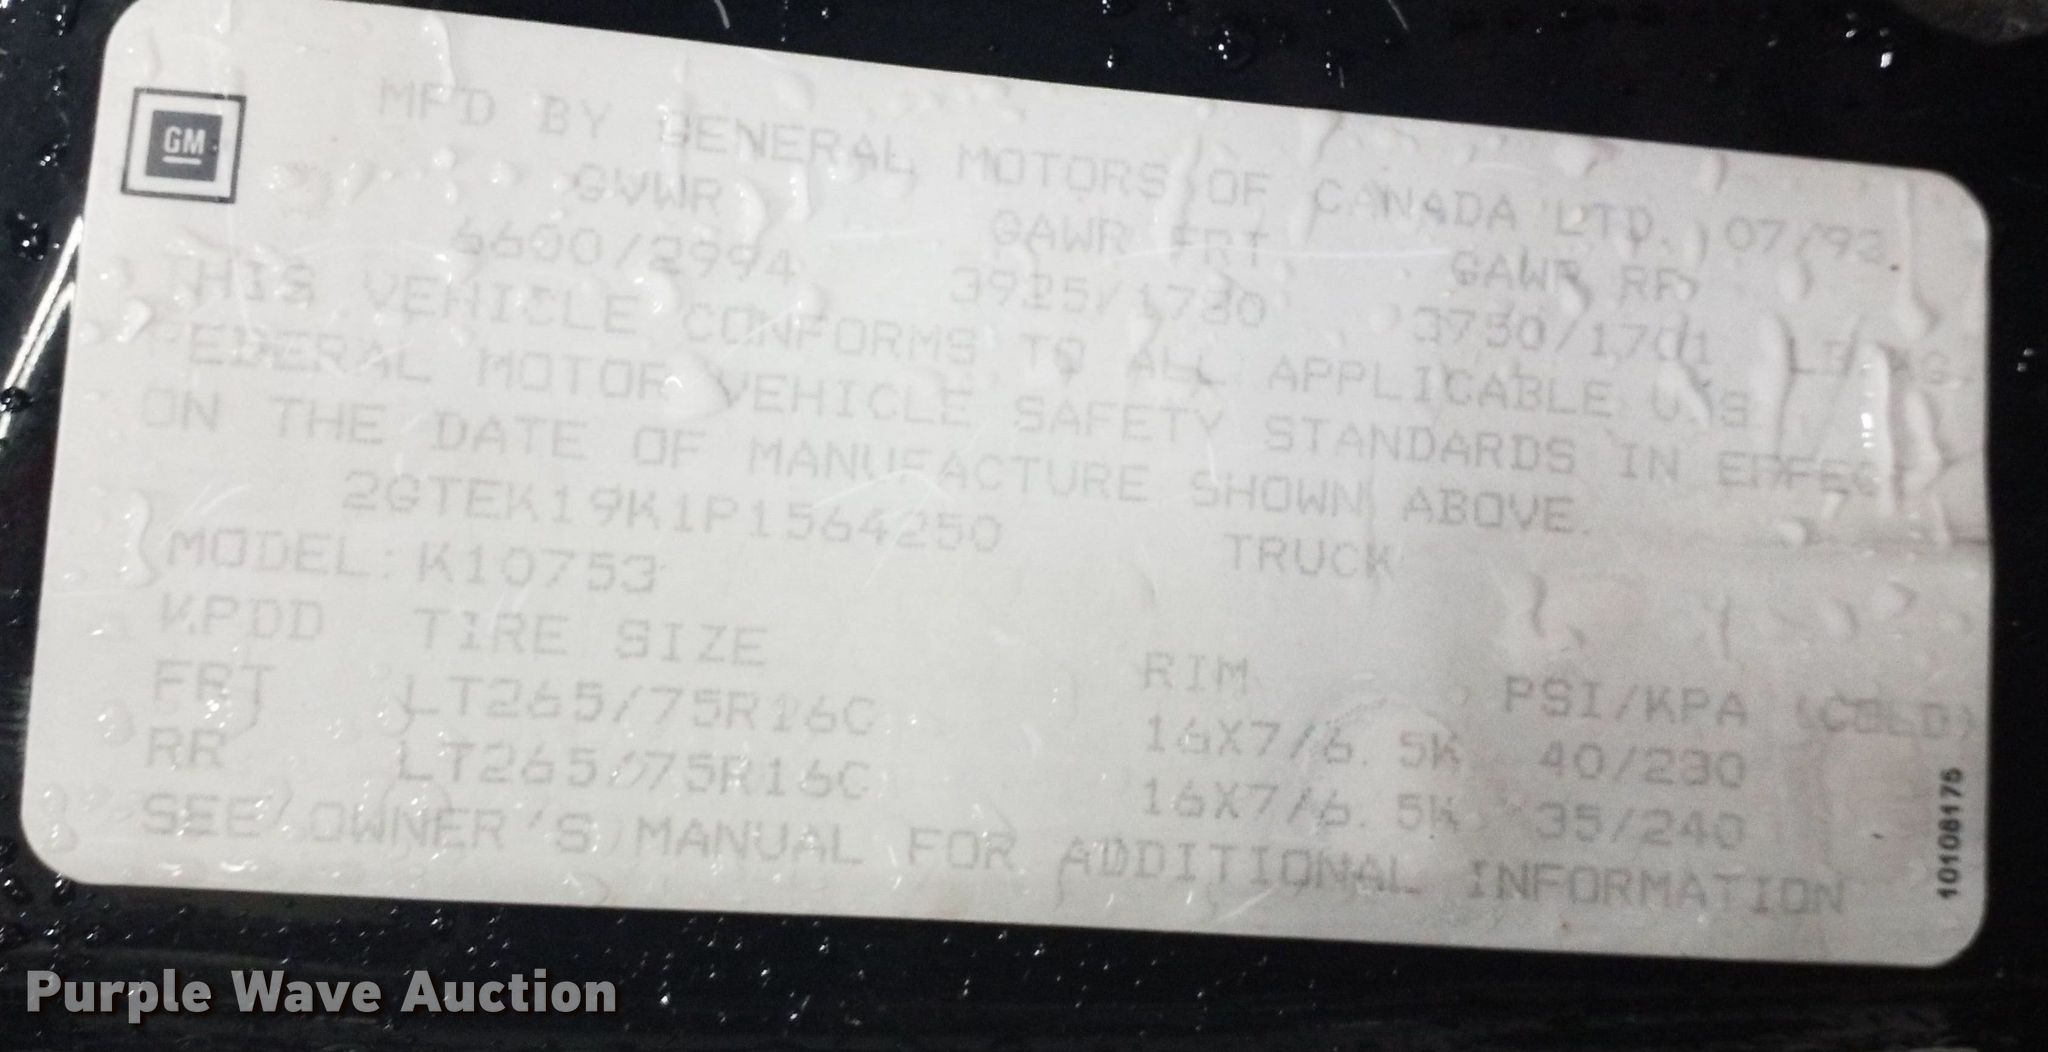 GM
MFD BY GENERAL MOTORS OF CANADA LTD. 07/93
GVWR GAWR FRT GAWR RR
6600/2994 3925/1780 3750/1701
THIS VEHICLE CONFORMS TO ALL APPLICABLE U.S
FEDERAL MOTOR VEHICLE SAFETY STANDARDS IN EFFECT
ON THE DATE OF MANUFACTURE SHOWN ABOVE.
2GTEK19K1P1564250 TRUCK
MODEL: K10753
TIRE SIZE RIM PSI/KPA (COLD)
FRT LT265/75R16C 16X7/6.5K 40/280
RR LT265/75R16C 16X7/6.5K 35/240
SEE OWNER'S MANUAL FOR ADDITIONAL INFORMATION
10108175
Purple Wave Auction